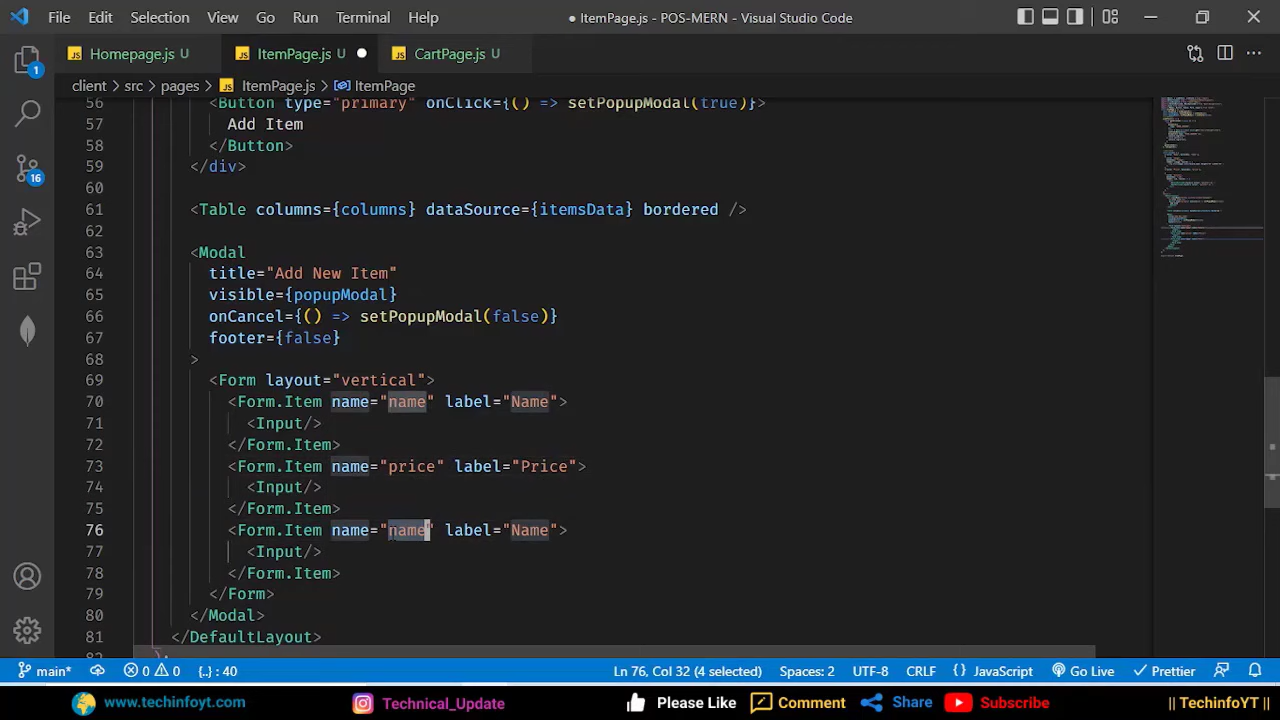 File Edit Selection View Go Run Terminal Help ● ItemPage.js - POS-MERN - Visual Studio Code
JS Homepage.js U JS ItemPage.js U ● JS CartPage.js U
client > src > pages > JS ItemPage.js > ItemPage
56 <Button type="primary" onClick={() => setPopupModal(true)}>
57 Add Item
58 </Button>
59 </div>
60
61 <Table columns={columns} dataSource={itemsData} bordered />
62
63 <Modal
64 title="Add New Item"
65 visible={popupModal}
66 onCancel={() => setPopupModal(false)}
67 footer={false}
68 >
69 <Form layout="vertical">
70 <Form.Item name="name" label="Name">
71 <Input/>
72 </Form.Item>
73 <Form.Item name="price" label="Price">
74 <Input/>
75 </Form.Item>
76 <Form.Item name="name" label="Name">
77 <Input/>
78 </Form.Item>
79 </Form>
80 </Modal>
81 </DefaultLayout>
82 );
1
16
main* 0 0 {..} : 40 Ln 76, Col 32 (4 selected) Spaces: 2 UTF-8 CRLF {} JavaScript Go Live Prettier
www.techinfoyt.com Technical_Update Please Like Comment Share Subscribe || TechinfoYT ||